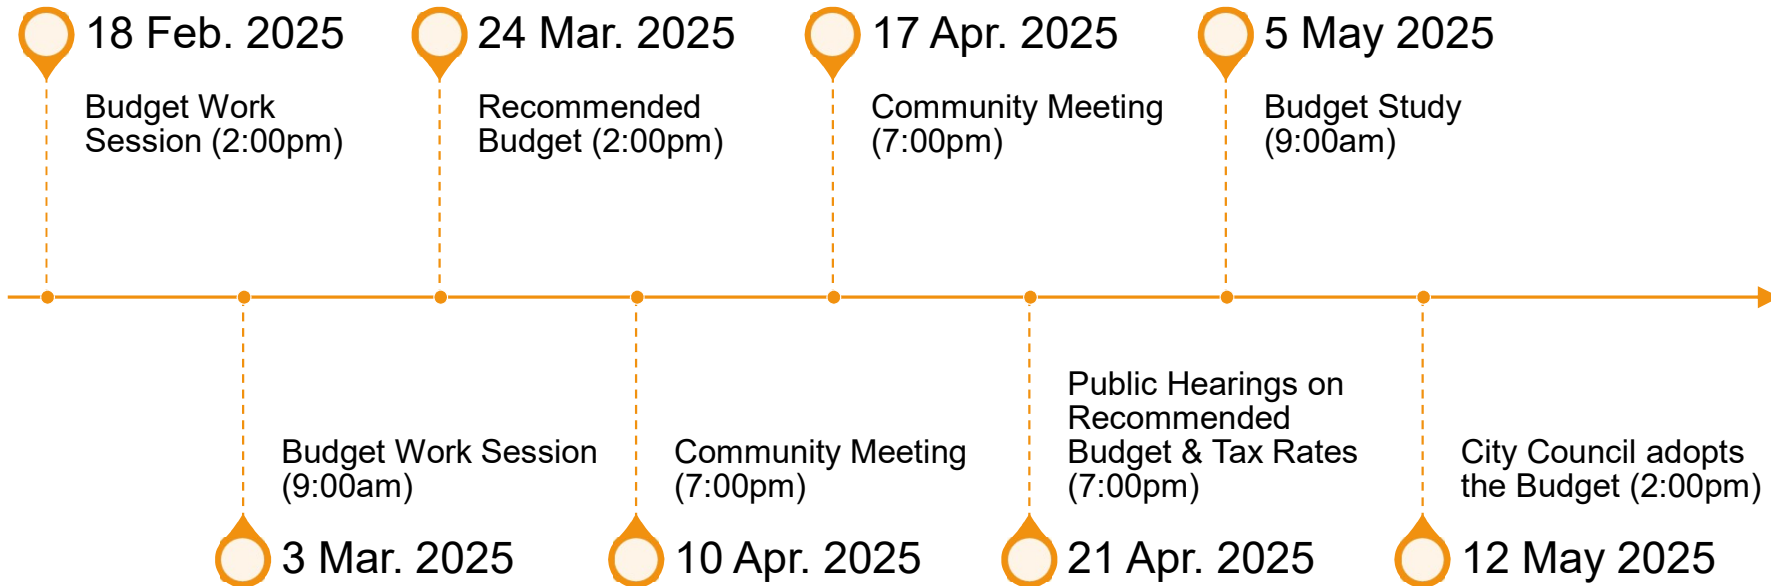 18 Feb. 2025
Budget Work
Session (2:00pm)
24 Mar. 2025
Recommended
Budget (2:00pm)
17 Apr. 2025
Community Meeting
(7:00pm)
5 May 2025
Budget Study
(9:00am)
Budget Work Session
(9:00am)
3 Mar. 2025
Community Meeting
(7:00pm)
10 Apr. 2025
Public Hearings on
Recommended
Budget & Tax Rates
(7:00pm)
21 Apr. 2025
City Council adopts
the Budget (2:00pm)
12 May 2025